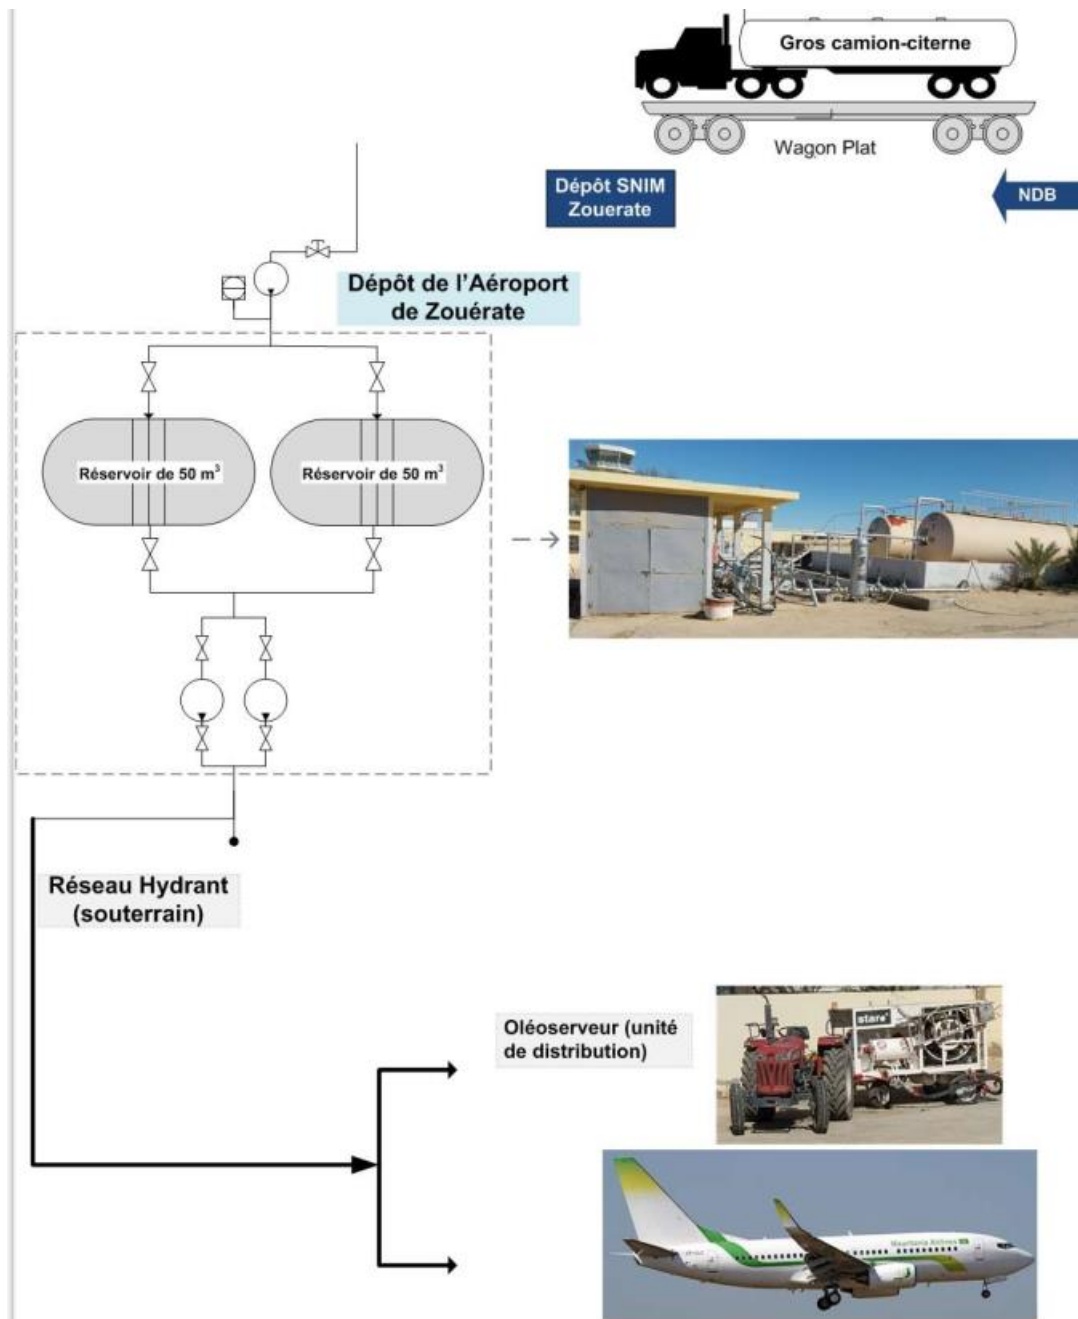 Gros camion-citerne
Wagon Plat
Dépôt SNIM
Zouerate
NDB
Dépôt de l'Aéroport
de Zouérate
Réservoir de 50 m³
Réservoir de 50 m³
Réseau Hydrant
(souterrain)
Oléoserveur (unité
de distribution)
star
Mauritania Airlines